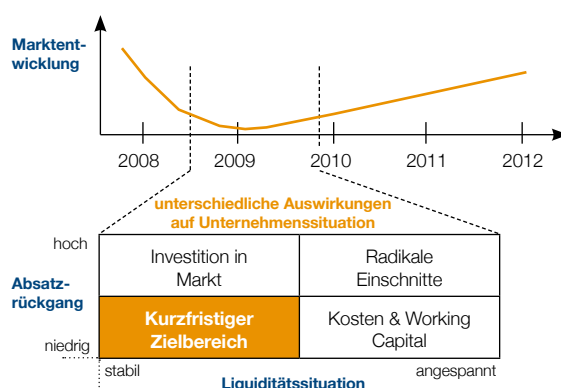 Marktent-
wicklung
2008 2009 2010 2011 2012
unterschiedliche Auswirkungen
auf Unternehmenssituation
hoch
Investition in
Markt
Radikale
Einschnitte
Absatz-
rückgang
Kurzfristiger
Zielbereich
Kosten & Working
Capital
niedrig
stabil
angespannt
Liquiditätssituation